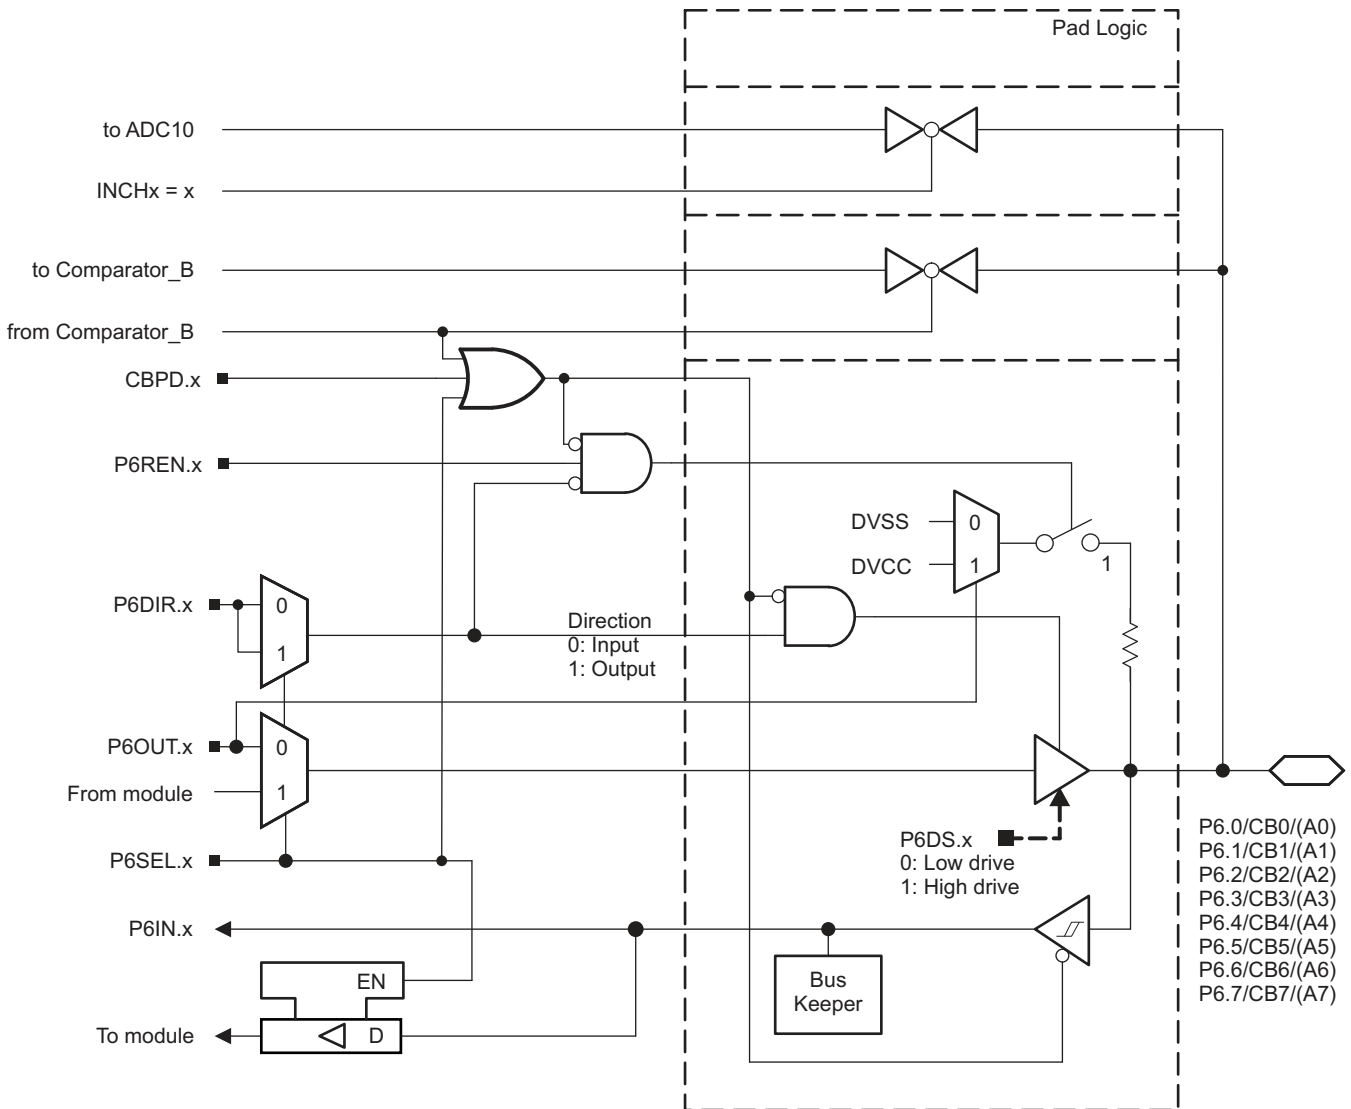 Pad Logic
to ADC10
INCHx = x
to Comparator_B
from Comparator_B
CBPD.x
P6REN.x
DVSS
0
DVCC
1
1
P6DIR.x
0
1
Direction
0: Input
1: Output
P6OUT.x
0
From module
1
P6SEL.x
P6DS.x
0: Low drive
1: High drive
P6.0/CB0/(A0)
P6.1/CB1/(A1)
P6.2/CB2/(A2)
P6.3/CB3/(A3)
P6.4/CB4/(A4)
P6.5/CB5/(A5)
P6.6/CB6/(A6)
P6.7/CB7/(A7)
P6IN.x
EN
Bus
Keeper
To module
D